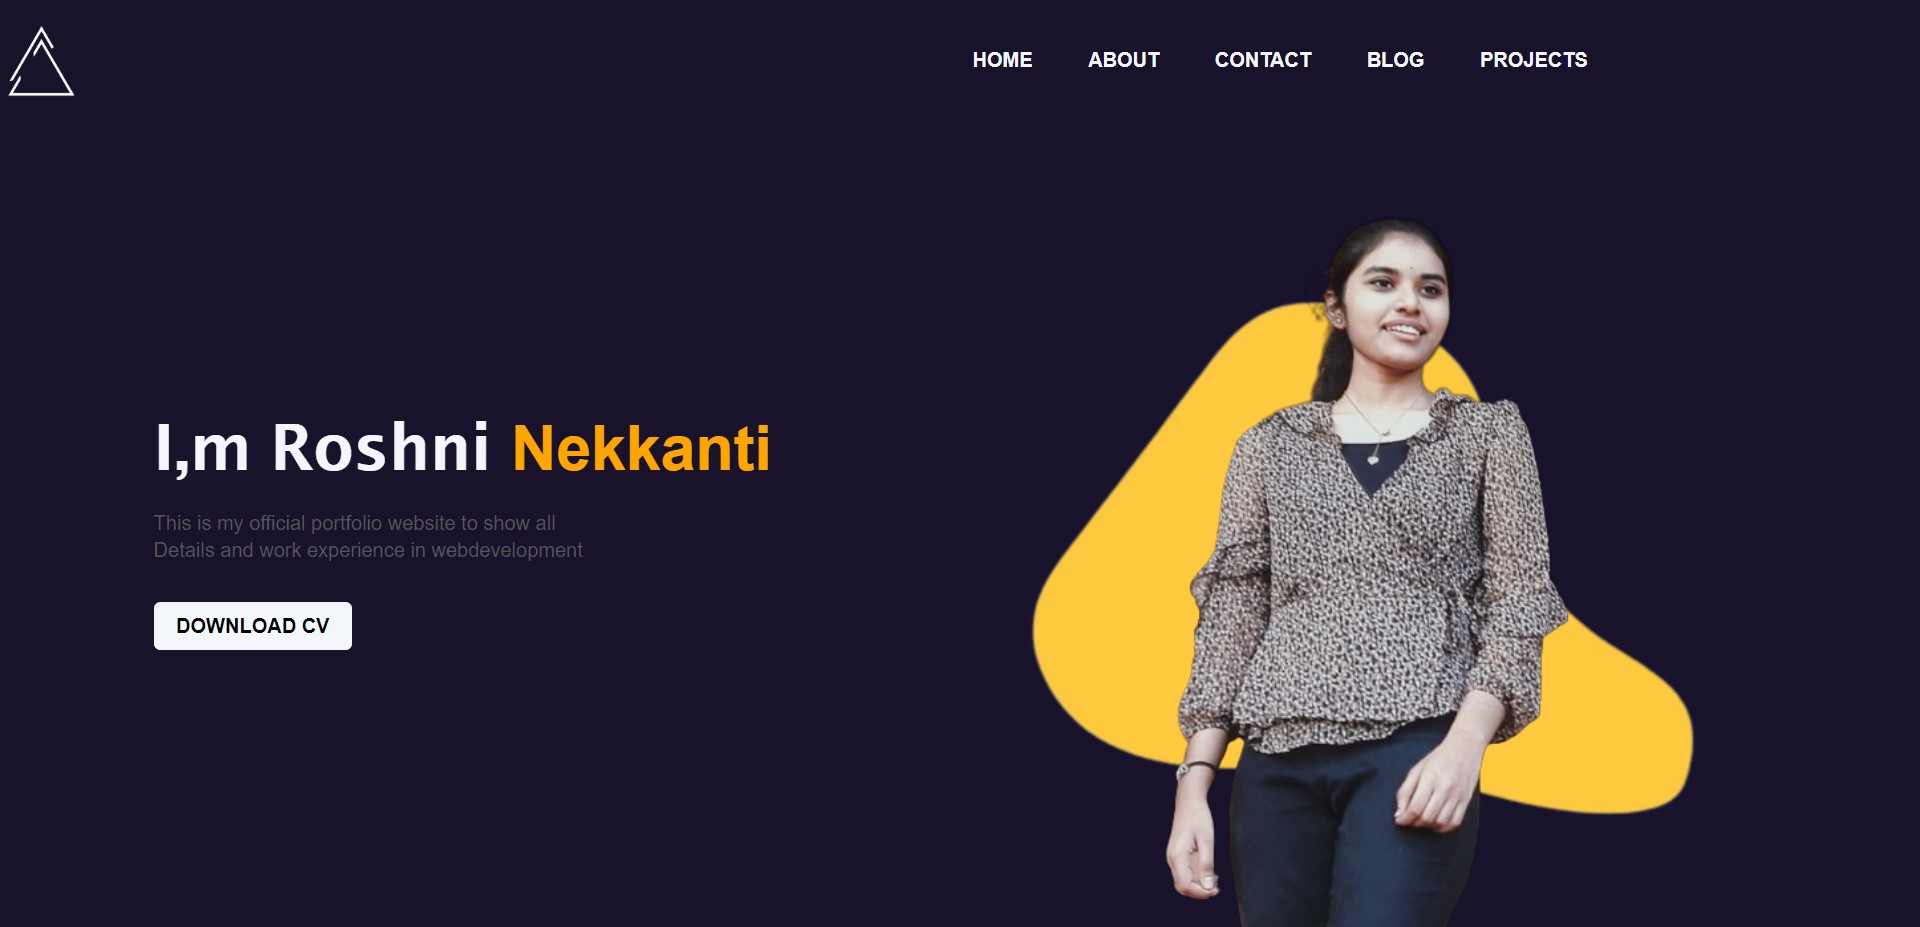 HOME ABOUT CONTACT BLOG PROJECTS
I,m Roshni Nekkanti
This is my official portfolio website to show all
Details and work experience in webdevelopment
DOWNLOAD CV